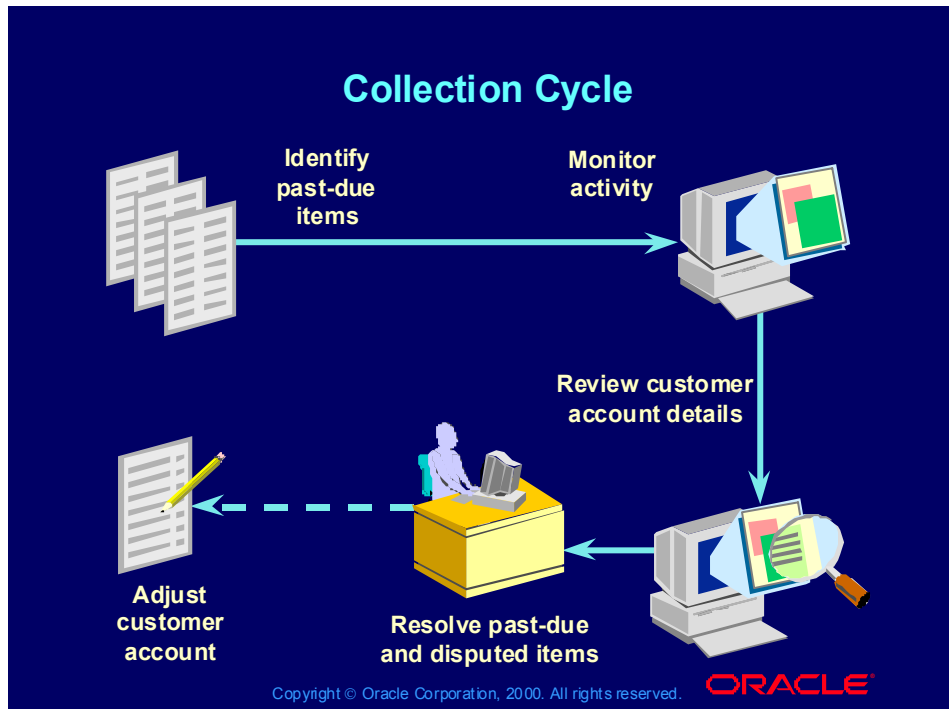 Collection Cycle
Identify
past-due
items
Monitor
activity
Review customer
account details
Adjust
customer
account
Resolve past-due
and disputed items
Copyright © Oracle Corporation, 2000. All rights reserved.
ORACLE®